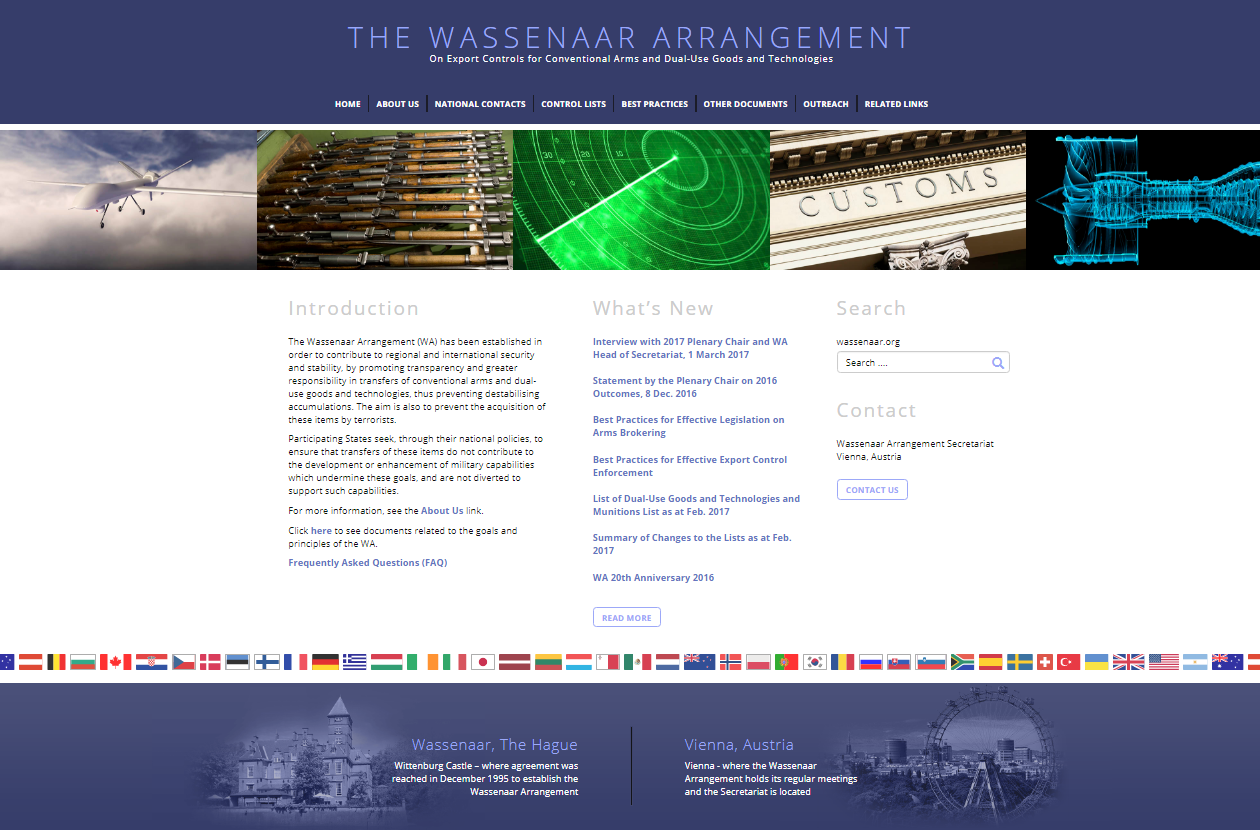 THE WASSENAAR ARRANGEMENT
On Export Controls for Conventional Arms and Dual-Use Goods and Technologies
HOME ABOUT US NATIONAL CONTACTS CONTROL LISTS BEST PRACTICES OTHER DOCUMENTS OUTREACH RELATED LINKS
30 20 10
CUSTOMS
Introduction
The Wassenaar Arrangement (WA) has been established in
order to contribute to regional and international security
and stability, by promoting transparency and greater
responsibility in transfers of conventional arms and dual-
use goods and technologies, thus preventing destabilising
accumulations. The aim is also to prevent the acquisition of
these items by terrorists.
Participating States seek, through their national policies, to
ensure that transfers of these items do not contribute to
the development or enhancement of military capabilities
which undermine these goals, and are not diverted to
support such capabilities.
For more information, see the About Us link.
Click here to see documents related to the goals and
principles of the WA.
Frequently Asked Questions (FAQ)
What's New
Interview with 2017 Plenary Chair and WA
Head of Secretariat, 1 March 2017
Statement by the Plenary Chair on 2016
Outcomes, 8 Dec. 2016
Best Practices for Effective Legislation on
Arms Brokering
Best Practices for Effective Export Control
Enforcement
List of Dual-Use Goods and Technologies and
Munitions List as at Feb. 2017
Summary of Changes to the Lists as at Feb.
2017
WA 20th Anniversary 2016
READ MORE
Search
wassenaar.org
Search ....
Contact
Wassenaar Arrangement Secretariat
Vienna, Austria
CONTACT US
Wassenaar, The Hague
Wittenburg Castle – where agreement was
reached in December 1995 to establish the
Wassenaar Arrangement
Vienna, Austria
Vienna - where the Wassenaar
Arrangement holds its regular meetings
and the Secretariat is located